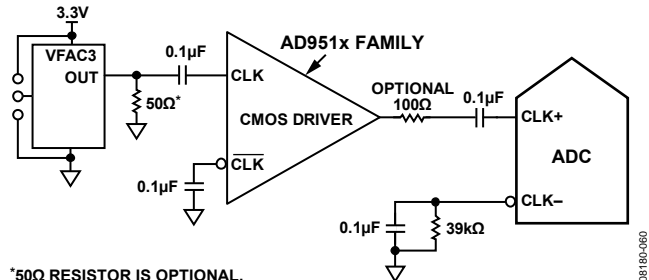 3.3V
VFAC3
OUT
0.1µF
50Ω*
AD951x FAMILY
CLK
CMOS DRIVER
CLK
0.1µF
OPTIONAL
100Ω
0.1µF
CLK+
ADC
CLK–
0.1µF
39kΩ
*50Ω RESISTOR IS OPTIONAL.
08180-060